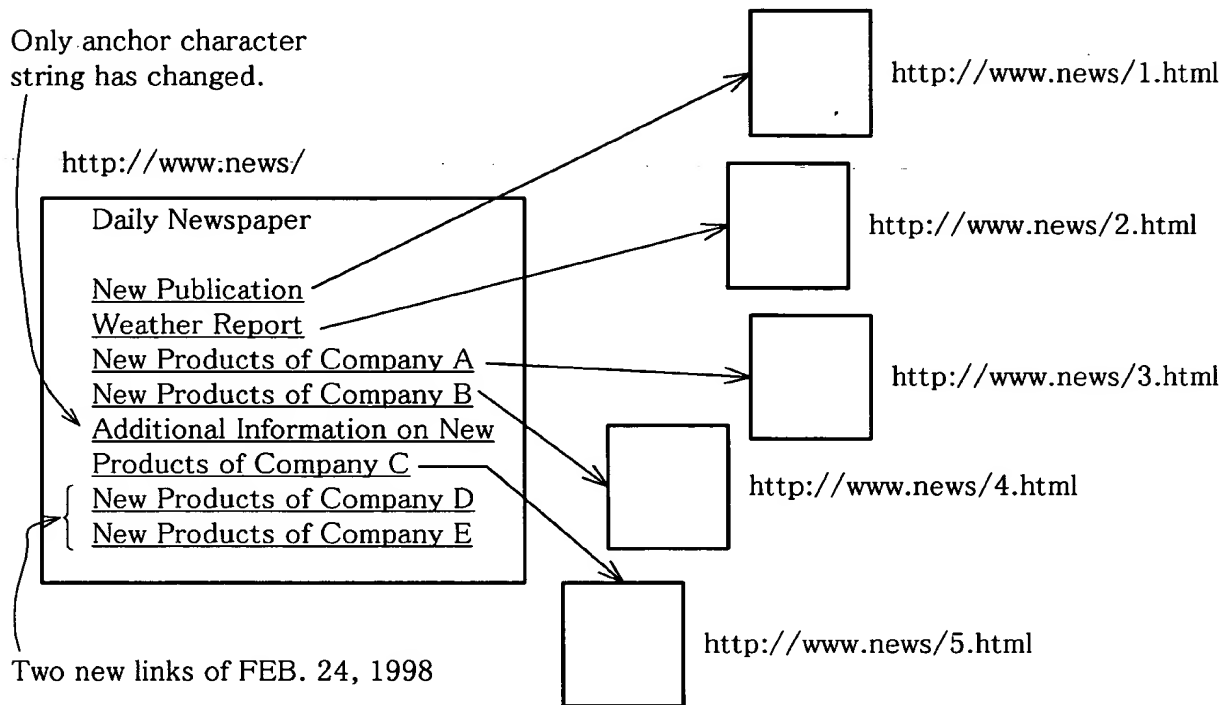 Only anchor character
string has changed.
http://www.news/
Daily Newspaper
New Publication
Weather Report
New Products of Company A
New Products of Company B
Additional Information on New
Products of Company C
New Products of Company D
New Products of Company E
Two new links of FEB. 24, 1998
http://www.news/1.html
http://www.news/2.html
http://www.news/3.html
http://www.news/4.html
http://www.news/5.html